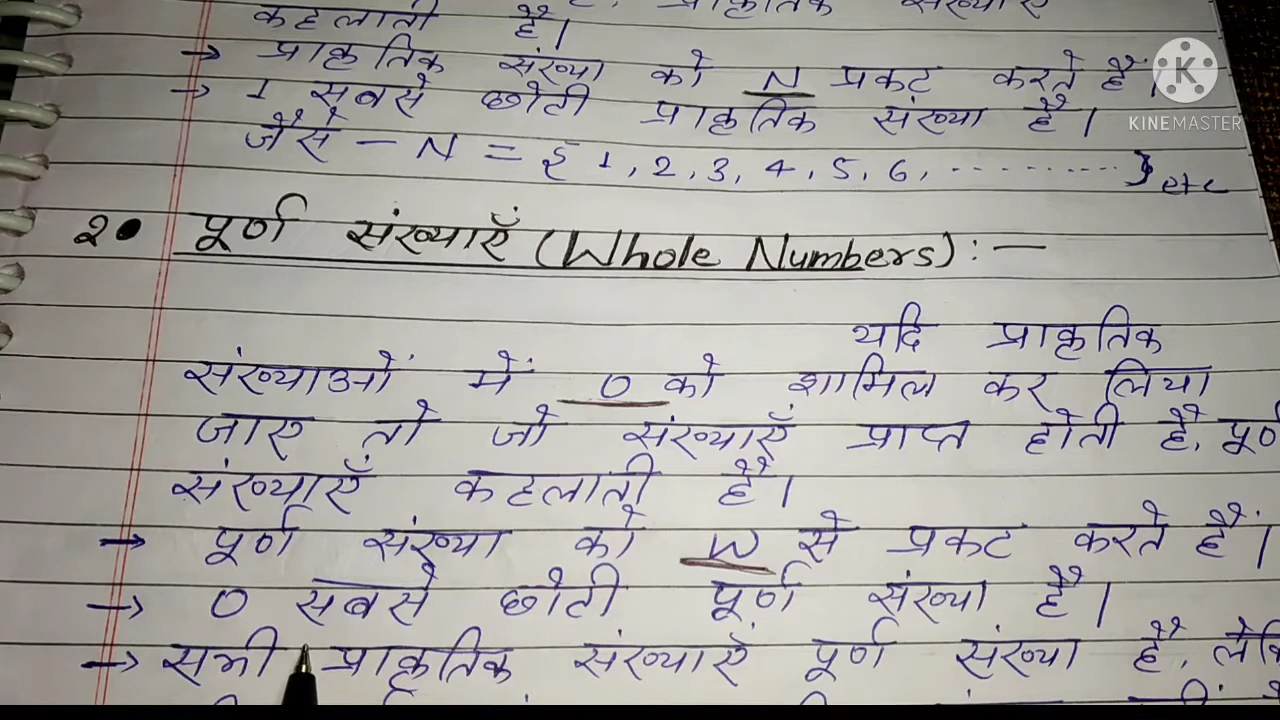 प्राकृतिक संख्याएँ
कहलाती हैं।
→ प्राकृतिक संख्या को N प्रकट करते हैं।
→ 1 सबसे छोटी प्राकृतिक संख्या है।
जैसे - N = { 1, 2, 3, 4, 5, 6, .......... } etc
KINEMASTER
२. पूर्ण संख्याएँ (Whole Numbers) : —
यदि प्राकृतिक
संख्याओं में 0 को शामिल कर लिया
जाए तो जो संख्याएँ प्राप्त होती है, पूर्ण
संख्याएँ कहलाती है।
→ पूर्ण संख्या को W से प्रकट करते हैं।
→ 0 सबसे छोटी पूर्ण संख्या है।
→ सभी प्राकृतिक संख्याएँ पूर्ण संख्या है,